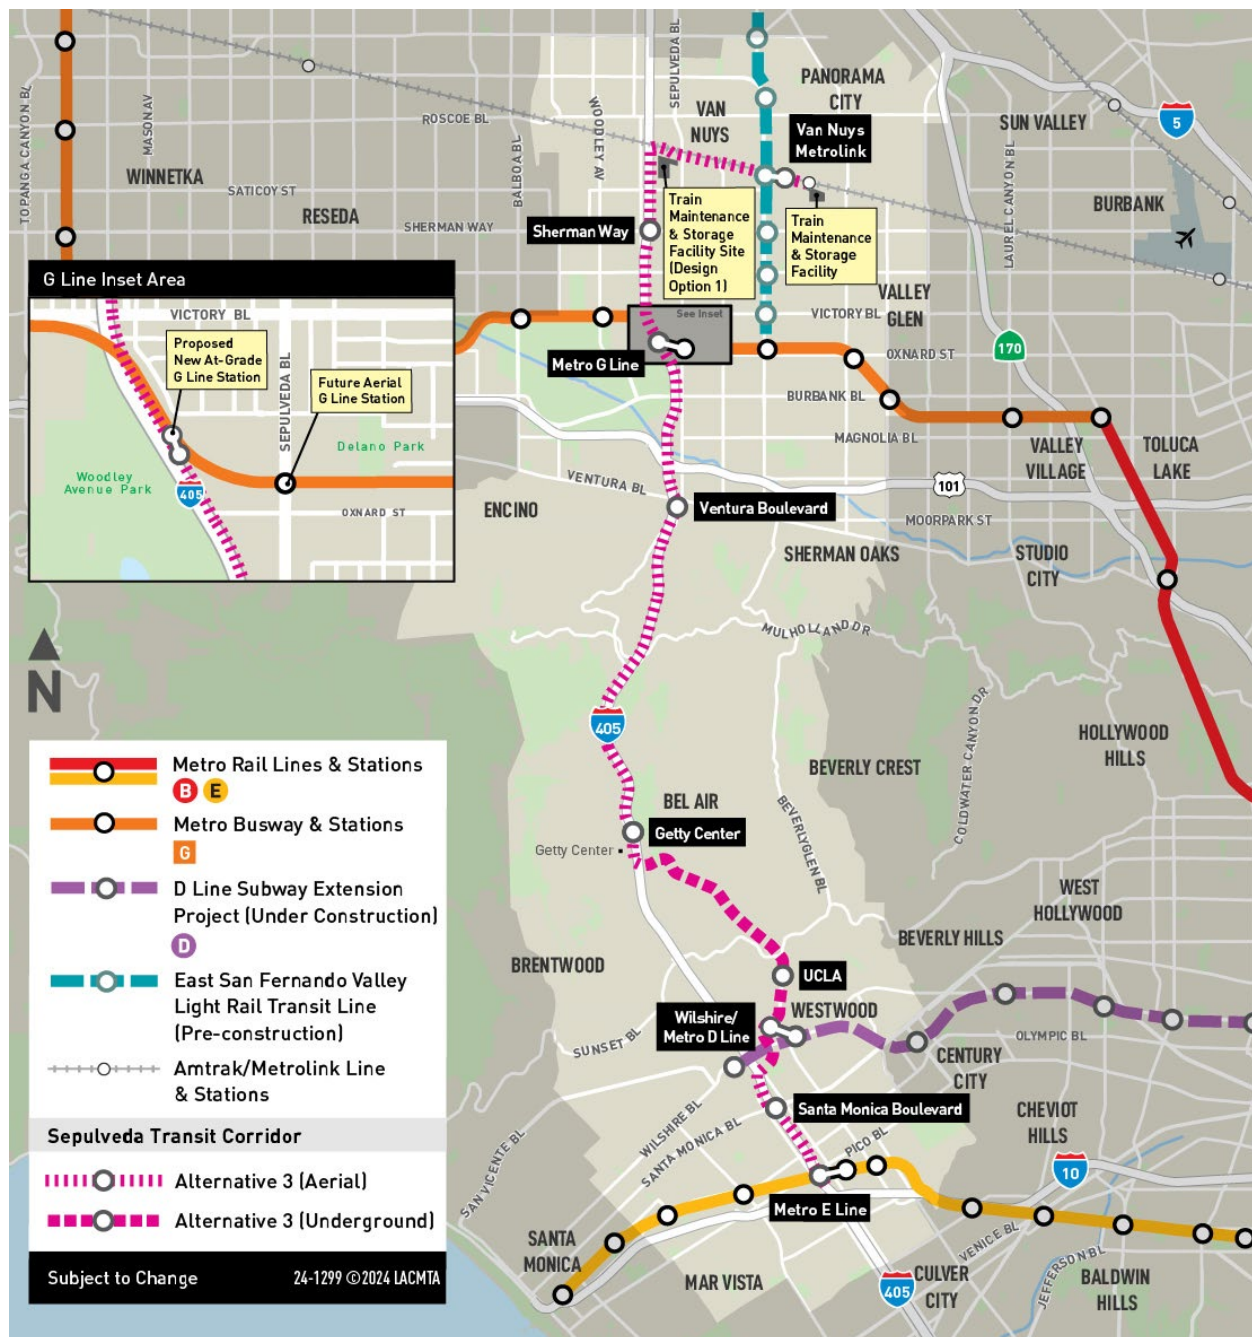 SEPULVEDA BL
PANORAMA
CITY
TOPANGA CANYON BL
MASON AV
WOODLEY AV
VAN
NUYS
ROSCOE BL
BALBOA BL
SUN VALLEY
5
Van Nuys
Metrolink
WINNETKA
SATICOY ST
RESEDA
SHERMAN WAY
Sherman Way
Train
Maintenance
& Storage
Facility Site
(Design
Option 1)
Train
Maintenance
& Storage
Facility
LAUREL CANYON BL
BURBANK
VALLEY
GLEN
VICTORY BL
See Inset
OXNARD ST
170
Metro G Line
BURBANK BL
MAGNOLIA BL
VALLEY
VILLAGE
TOLUCA
LAKE
G Line Inset Area
VICTORY BL
Proposed
New At-Grade
G Line Station
SEPULVEDA BL
Future Aerial
G Line Station
Delano Park
Woodley
Avenue Park
405
OXNARD ST
VENTURA BL
101
ENCINO
Ventura Boulevard
MOORPARK ST
SHERMAN OAKS
STUDIO
CITY
MULHOLLAND DR
N
405
COLDWATER CANYON DR
HOLLYWOOD
HILLS
BEVERLY CREST
BEL AIR
BEVERLYGLEN BL
Getty Center
Getty Center
WEST
HOLLYWOOD
BEVERLY HILLS
BRENTWOOD
UCLA
WESTWOOD
Wilshire/
Metro D Line
SUNSET BL
OLYMPIC BL
CENTURY
CITY
Santa Monica Boulevard
CHEVIOT
HILLS
WILSHIRE BL
SANTA MONICA BL
PICO BL
SAN VICENTE BL
10
Metro E Line
SANTA
MONICA
VENICE BL
JEFFERSON BL
MAR VISTA
405
CULVER
CITY
BALDWIN
HILLS
Metro Rail Lines & Stations
B E
Metro Busway & Stations
G
D Line Subway Extension
Project (Under Construction)
D
East San Fernando Valley
Light Rail Transit Line
(Pre-construction)
Amtrak/Metrolink Line
& Stations
Sepulveda Transit Corridor
Alternative 3 (Aerial)
Alternative 3 (Underground)
Subject to Change 24-1299 ©2024 LACMTA